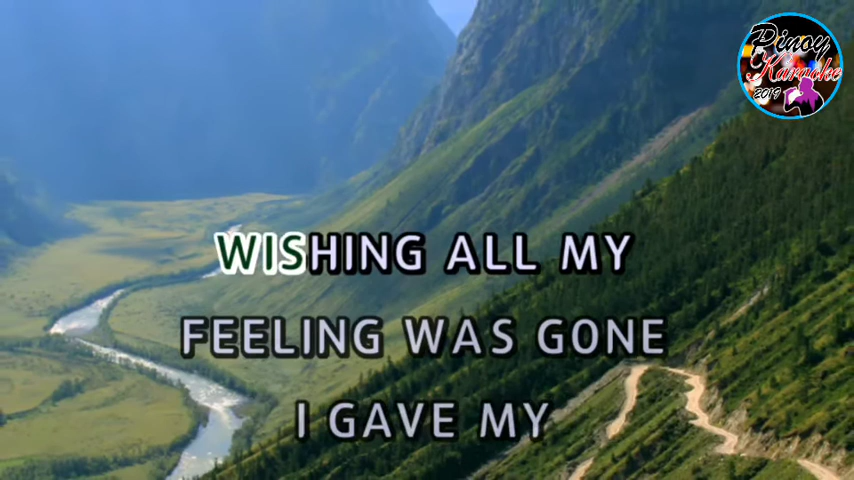 Pinoy
Karaoke
2019
WISHING ALL MY
FEELING WAS GONE
I GAVE MY